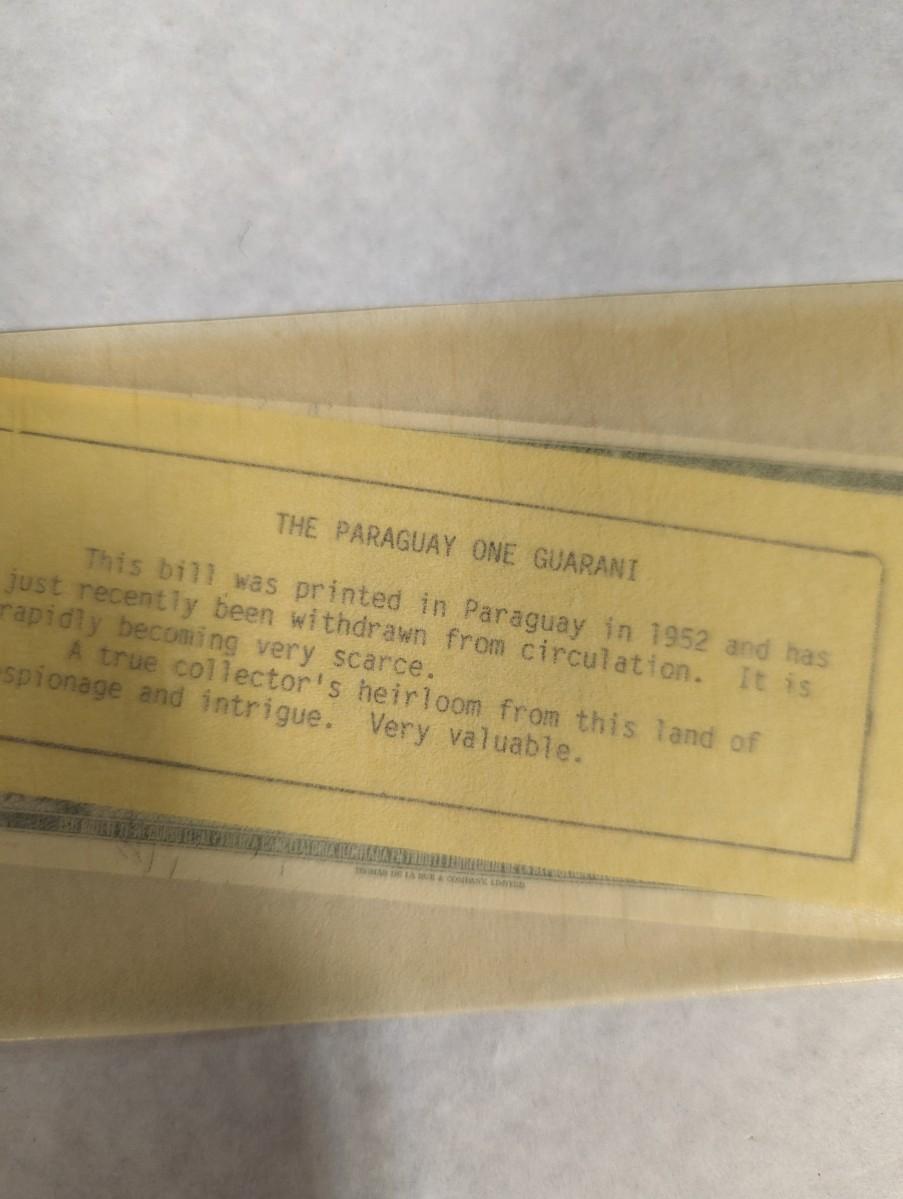 THE PARAGUAY ONE GUARANI
This bill was printed in Paraguay in 1952 and has
just recently been withdrawn from circulation. It is
rapidly becoming very scarce.
A true collector's heirloom from this land of
espionage and intrigue. Very valuable.
THOMAS DE LA RUE & COMPANY, LIMITED